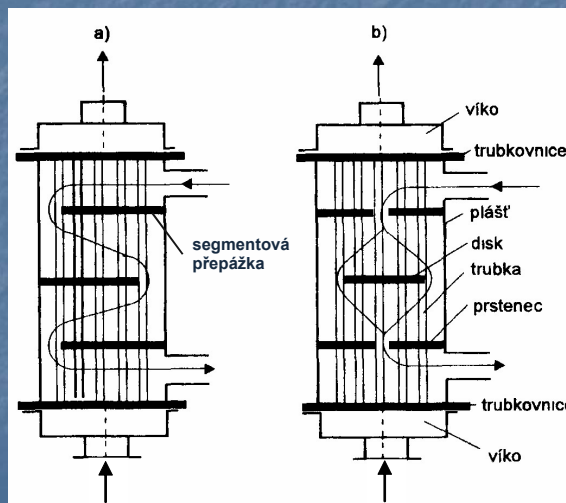 a)
b)
víko
trubkovnice
plášť
segmentová
přepážka
disk
trubka
prstenec
trubkovnice
víko